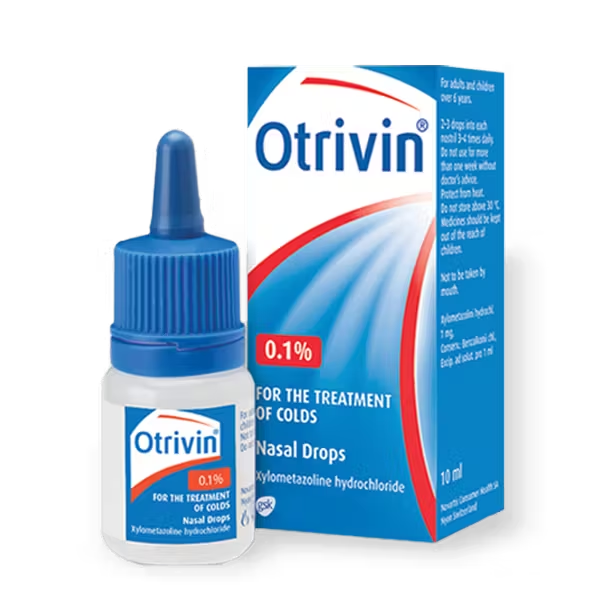 Otrivin®
0.1%
FOR THE TREATMENT
OF COLDS
Nasal Drops
Xylometazoline hydrochloride
gsk
For adults and children
over 6 years.
2-3 drops into each
nostril 3-4 times daily.
Do not use for more
than one week without
doctor's advice.
Protect from heat.
Do not store above 30 °C.
Medicines should be kept
out of the reach of
children.
Not to be taken by
mouth.
Xylometazolini hydrochl.
1 mg,
Conserv.: Benzalkonii chl.,
Excip. ad solut. pro 1 ml
10 ml
Novartis Consumer Health SA
Nyon Switzerland
Otrivin®
0.1%
FOR THE TREATMENT
OF COLDS
Nasal Drops
Xylometazoline hydrochloride